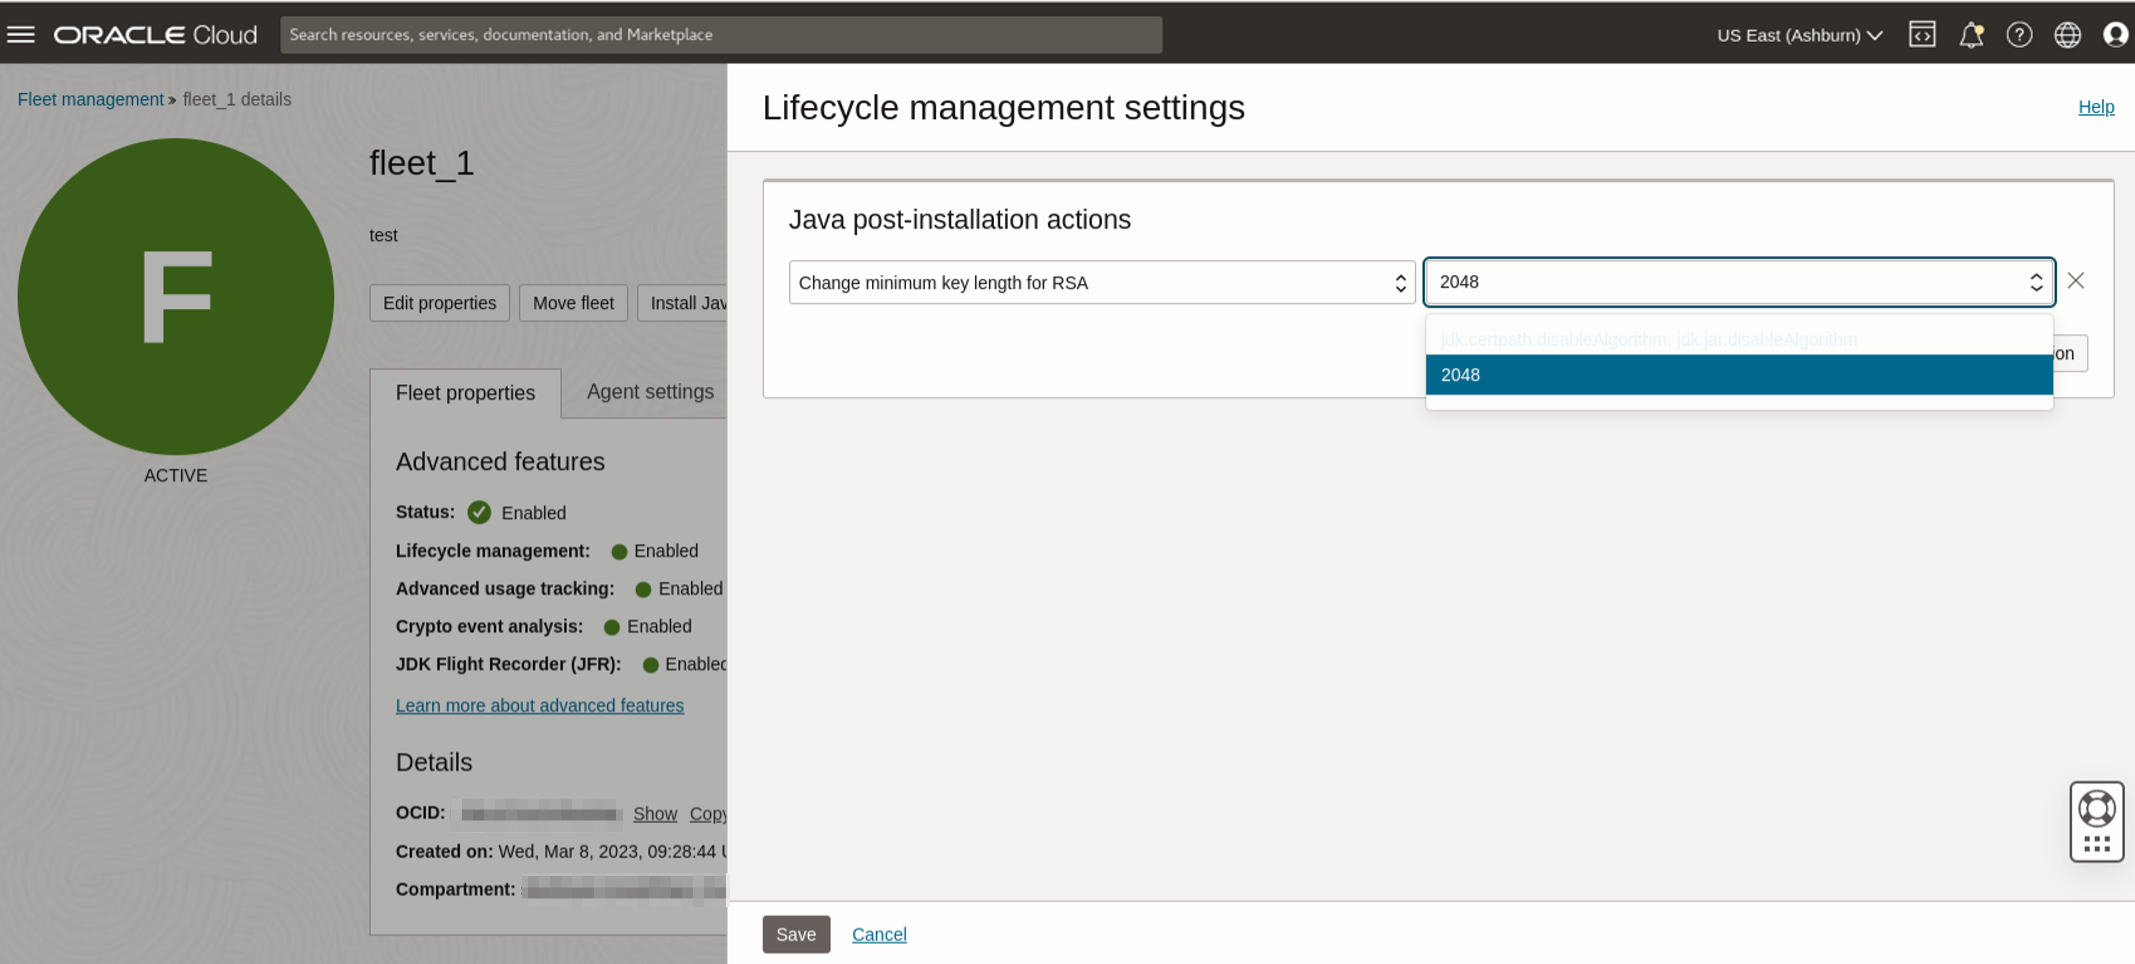 ORACLE Cloud
Search resources, services, documentation, and Marketplace
US East (Ashburn)
Fleet management » fleet_1 details
F
ACTIVE
fleet_1
test
Edit properties
Move fleet
Install Jav
Fleet properties
Agent settings
Advanced features
Status: Enabled
Lifecycle management: Enabled
Advanced usage tracking: Enabled
Crypto event analysis: Enabled
JDK Flight Recorder (JFR): Enabled
Learn more about advanced features
Details
OCID: Show Copy
Created on: Wed, Mar 8, 2023, 09:28:44 U
Compartment:
Lifecycle management settings
Help
Java post-installation actions
Change minimum key length for RSA
2048
jdk.certpath.disableAlgorithm, jdk.jar.disableAlgorithm
2048
ion
Save
Cancel